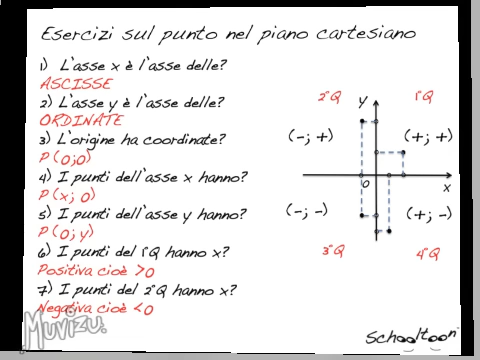 Esercizi sul punto nel piano cartesiano
1) L'asse x è l'asse delle?
ASCISSE
2) L'asse y è l'asse delle?
ORDINATE
3) L'origine ha coordinate?
P(0;0)
4) I punti dell'asse x hanno?
P(x; 0)
5) I punti dell'asse y hanno?
P(0; y)
6) I punti del 1°Q hanno x?
Positiva cioè >0
7) I punti del 2°Q hanno x?
Negativa cioè <0
2°Q
y
1°Q
(-; +)
(+; +)
0
x
(-; -)
(+; -)
3°Q
4°Q
Muvizu.
Schooltoon